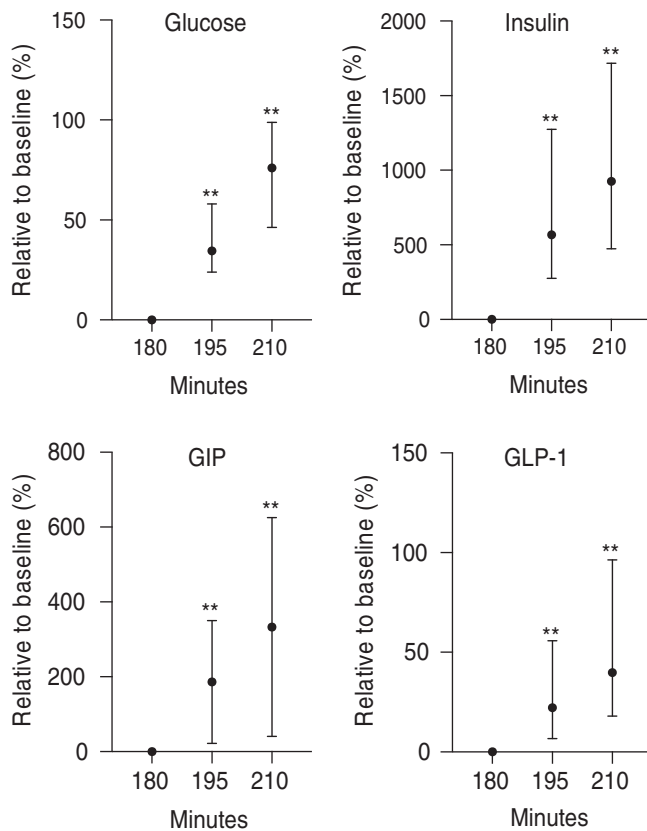 Glucose
Relative to baseline (%)
150
100
50
0
**
**
180 195 210
Minutes
Insulin
Relative to baseline (%)
2000
1500
1000
500
0
**
**
180 195 210
Minutes
GIP
Relative to baseline (%)
800
600
400
200
0
**
**
180 195 210
Minutes
GLP-1
Relative to baseline (%)
150
100
50
0
**
**
180 195 210
Minutes